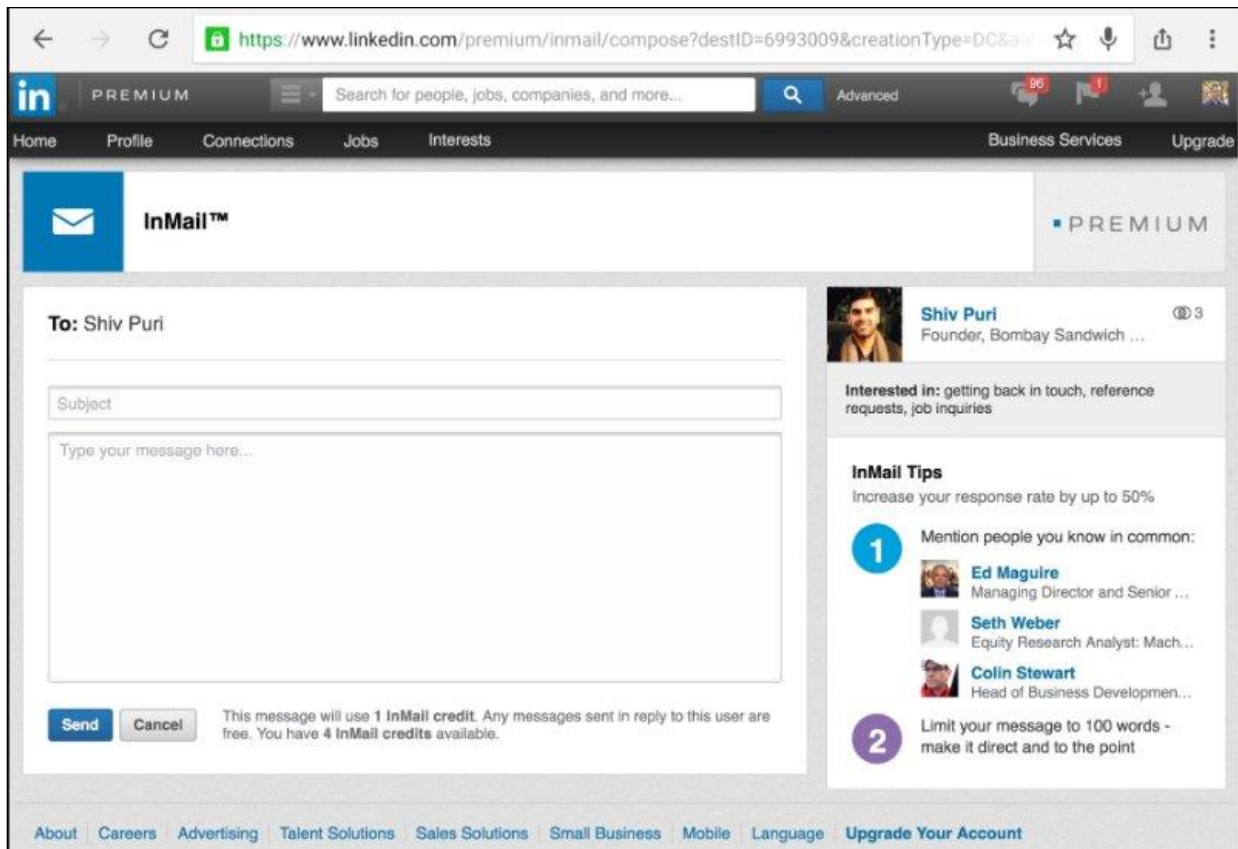 https://www.linkedin.com/premium/inmail/compose?destID=6993009&creationType=DC&au
in PREMIUM Search for people, jobs, companies, and more... Advanced 96 1
Home Profile Connections Jobs Interests Business Services Upgrade
InMail™
PREMIUM
To: Shiv Puri
Subject
Type your message here...
Send Cancel
This message will use 1 InMail credit. Any messages sent in reply to this user are
free. You have 4 InMail credits available.
Shiv Puri 3
Founder, Bombay Sandwich ...
Interested in: getting back in touch, reference
requests, job inquiries
InMail Tips
Increase your response rate by up to 50%
1 Mention people you know in common:
Ed Maguire
Managing Director and Senior ...
Seth Weber
Equity Research Analyst: Mach...
Colin Stewart
Head of Business Developmen...
2 Limit your message to 100 words -
make it direct and to the point
About Careers Advertising Talent Solutions Sales Solutions Small Business Mobile Language Upgrade Your Account